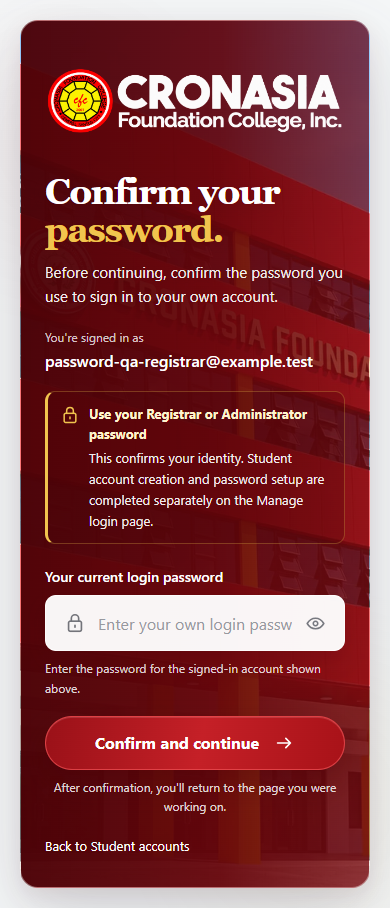 cfc
CRONASIA
Foundation College, Inc.
Confirm your
password.
Before continuing, confirm the password you
use to sign in to your own account.
You're signed in as
password-qa-registrar@example.test
Use your Registrar or Administrator
password
This confirms your identity. Student
account creation and password setup are
completed separately on the Manage
login page.
CRONASIA FOUNDA
Your current login password
Enter your own login passw
Enter the password for the signed-in account shown
above.
Confirm and continue →
After confirmation, you'll return to the page you were
working on.
Back to Student accounts